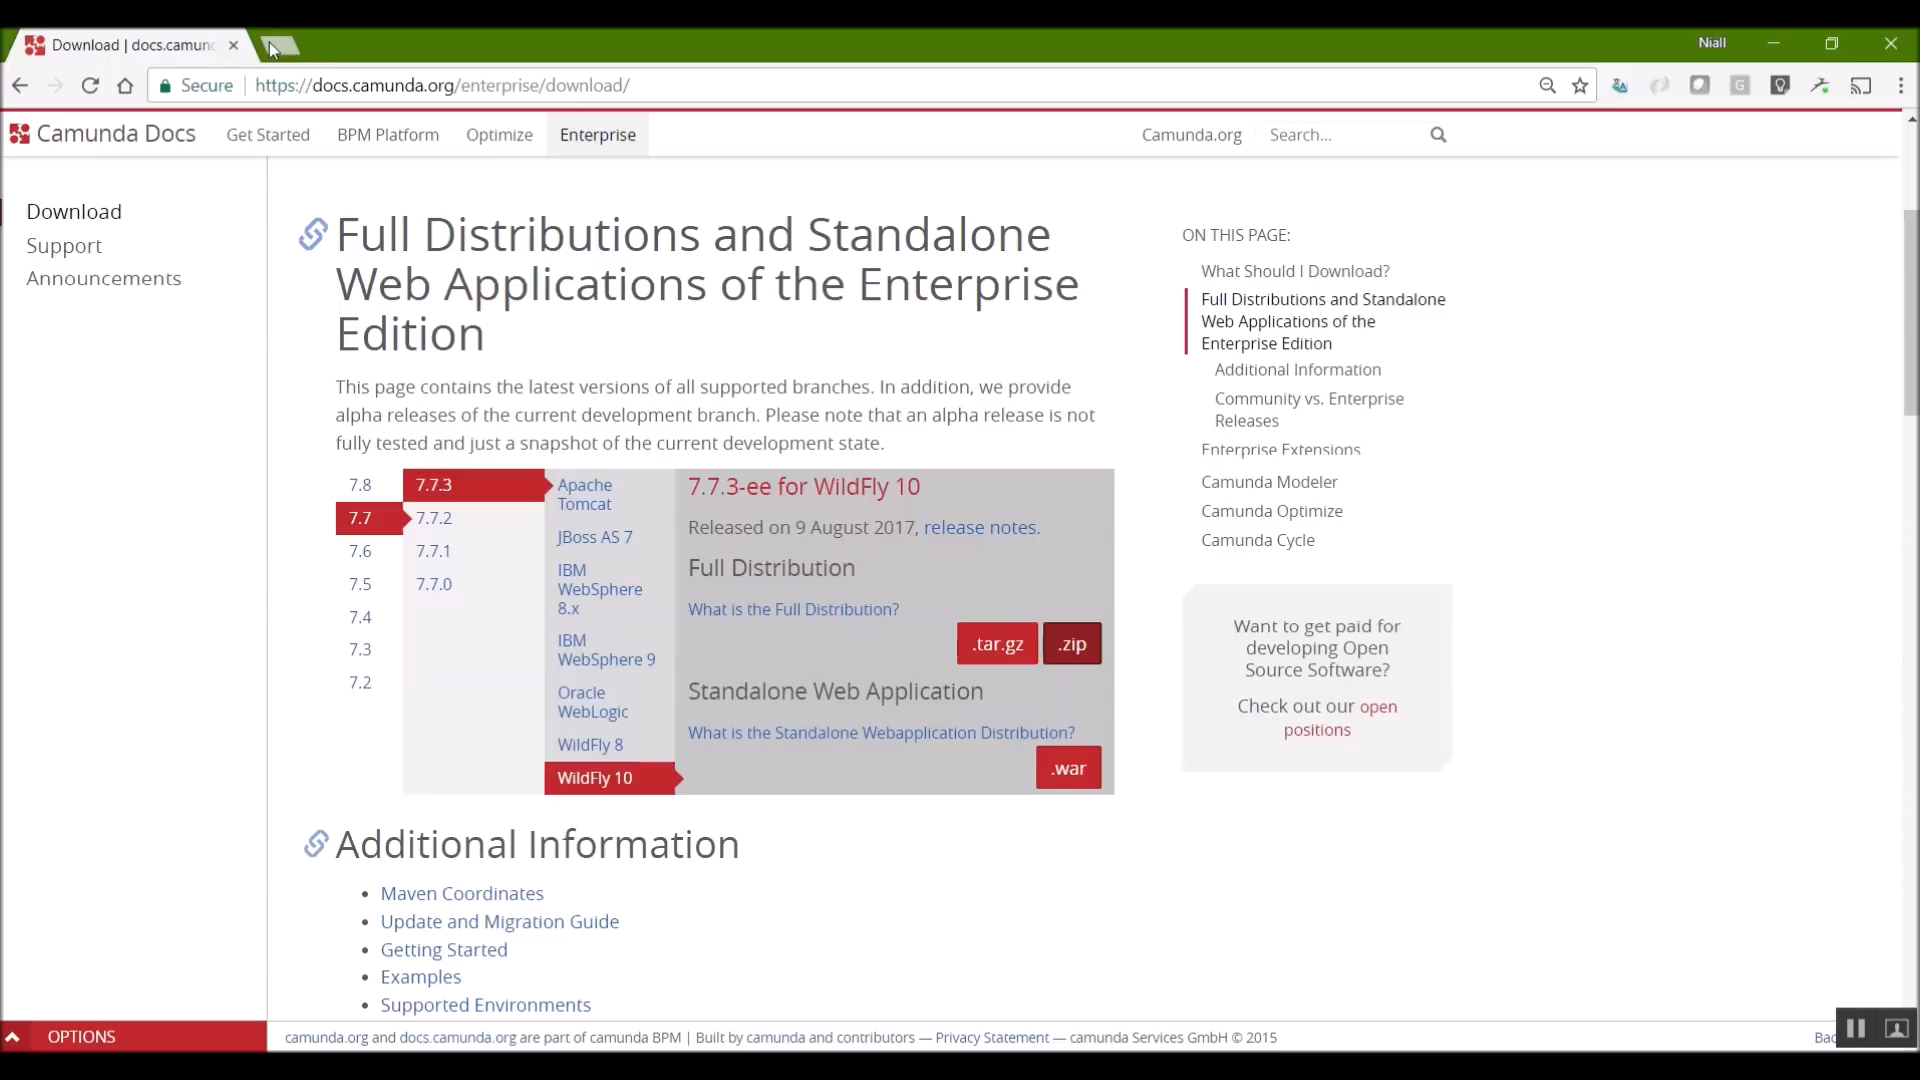 Download | docs.camunc
Niall
Secure
https://docs.camunda.org/enterprise/download/
Camunda Docs
Get Started
BPM Platform
Optimize
Enterprise
Camunda.org
Search...
Download
Support
Announcements
Full Distributions and Standalone
Web Applications of the Enterprise
Edition
This page contains the latest versions of all supported branches. In addition, we provide
alpha releases of the current development branch. Please note that an alpha release is not
fully tested and just a snapshot of the current development state.
7.8
7.7
7.6
7.5
7.4
7.3
7.2
7.7.3
7.7.2
7.7.1
7.7.0
Apache
Tomcat
JBoss AS 7
IBM
WebSphere
8.x
IBM
WebSphere 9
Oracle
WebLogic
WildFly 8
WildFly 10
7.7.3-ee for WildFly 10
Released on 9 August 2017, release notes.
Full Distribution
What is the Full Distribution?
.tar.gz
.zip
Standalone Web Application
What is the Standalone Webapplication Distribution?
.war
Additional Information
Maven Coordinates
Update and Migration Guide
Getting Started
Examples
Supported Environments
ON THIS PAGE:
What Should I Download?
Full Distributions and Standalone
Web Applications of the
Enterprise Edition
Additional Information
Community vs. Enterprise
Releases
Enterprise Extensions
Camunda Modeler
Camunda Optimize
Camunda Cycle
Want to get paid for
developing Open
Source Software?
Check out our open
positions
OPTIONS
camunda.org and docs.camunda.org are part of camunda BPM | Built by camunda and contributors — Privacy Statement — camunda Services GmbH © 2015